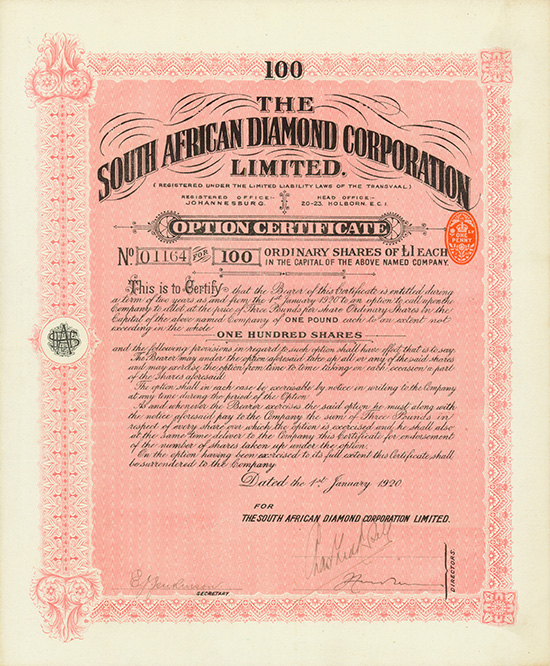 100
THE
SOUTH AFRICAN DIAMOND CORPORATION
LIMITED.
(REGISTERED UNDER THE LIMITED LIABILITY LAWS OF THE TRANSVAAL.)
REGISTERED OFFICE:- HEAD OFFICE:-
JOHANNESBURG. 20-23, HOLBORN, E.C.1.
OPTION CERTIFICATE
ONE PENNY
No 01164 FOR 100 ORDINARY SHARES OF £1 EACH
IN THE CAPITAL OF THE ABOVE NAMED COMPANY.
This is to Certify that the Bearer of this Certificate is entitled during
a term of two years as and from the 1st January 1920 to an option to call upon the
Company to allot at the price of Three Pounds per share Ordinary Shares in the
Capital of the above named Company of ONE POUND each to an extent not
exceeding in the whole
ONE HUNDRED SHARES
and the following provisions in regard to such option shall have effect that is to say
The Bearer may under the option aforesaid take up all or any of the said shares
and may exercise the option from time to time taking on each occasion a part
of the shares aforesaid.
The option shall in each case be exercisable by notice in writing to the Company
at any time during the period of the Option.
As and whenever the Bearer exercises the said option he must along with
the notice aforesaid pay to the Company the sum of Three Pounds in
respect of every share over which the option is exercised and he shall also
at the same time deliver to the Company this Certificate for endorsement
of the number of shares taken up under the option.
On the option having been exercised to its full extent this Certificate shall
be surrendered to the Company.
Dated the 1st January 1920.
FOR
THE SOUTH AFRICAN DIAMOND CORPORATION LIMITED.
SECRETARY
DIRECTORS.